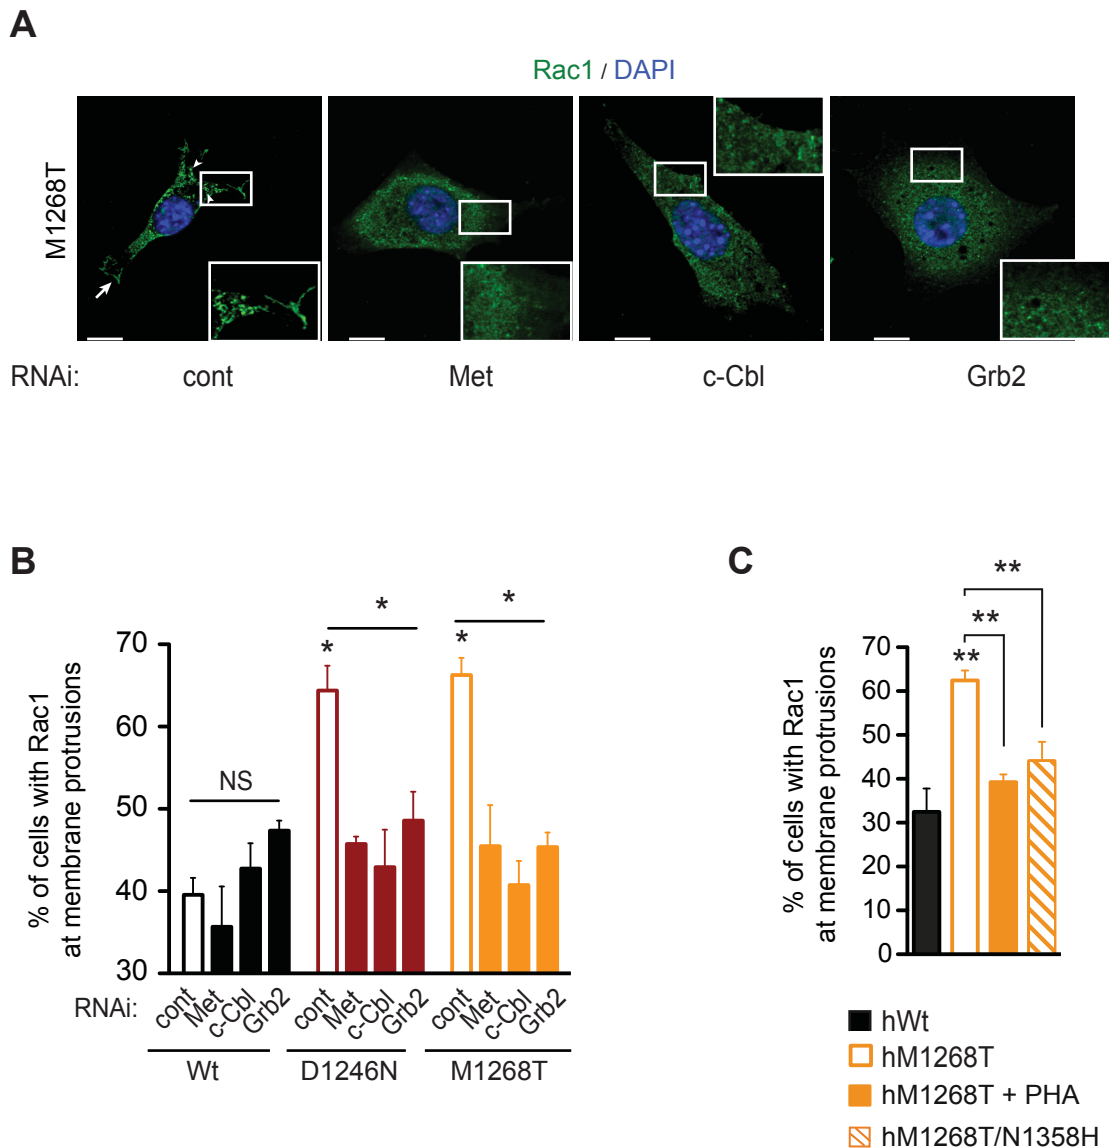 A
Rac1 / DAPI
M1268T
RNAi: cont Met c-Cbl Grb2
B
% of cells with Rac1
at membrane protrusions
70
60
50
40
30
NS
*
*
*
*
RNAi: cont Met c-Cbl Grb2 cont Met c-Cbl Grb2 cont Met c-Cbl Grb2
Wt D1246N M1268T
C
% of cells with Rac1
at membrane protrusions
70
60
50
40
30
20
10
0
**
**
**
hWt
hM1268T
hM1268T + PHA
hM1268T/N1358H